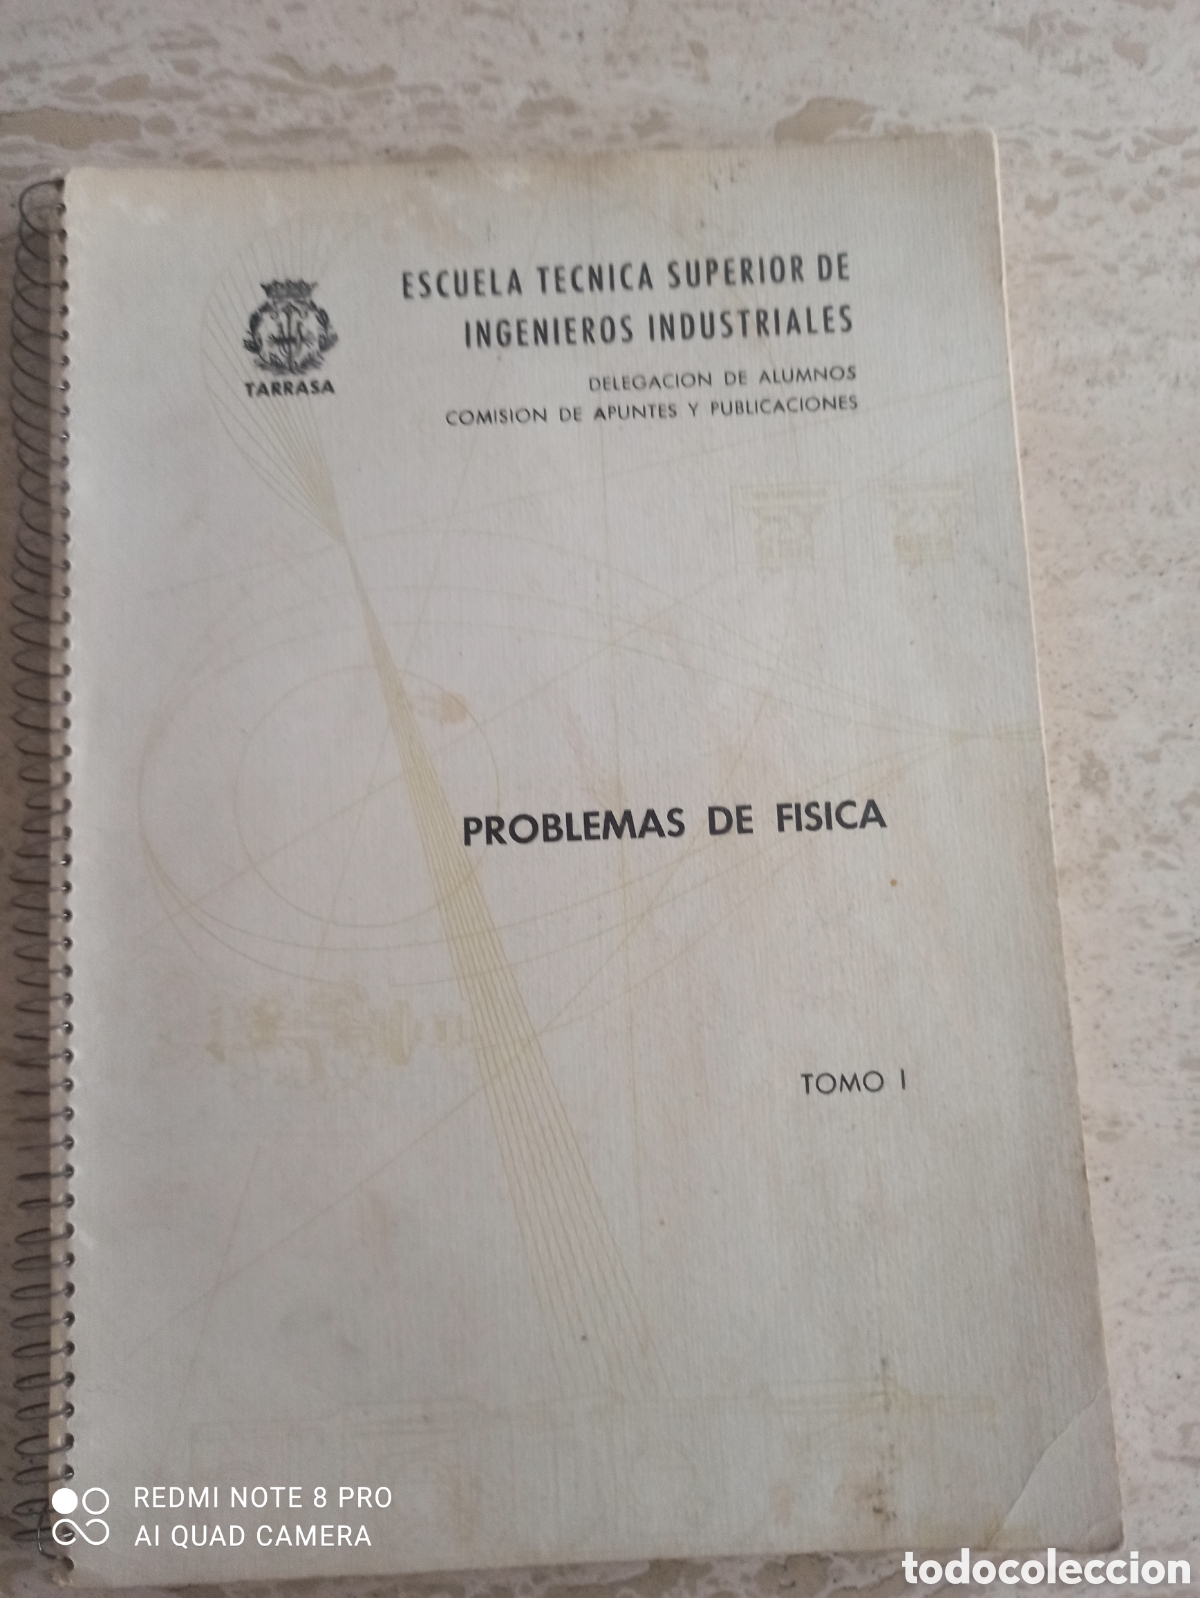 ESCUELA TECNICA SUPERIOR DE
INGENIEROS INDUSTRIALES
TARRASA
DELEGACION DE ALUMNOS
COMISION DE APUNTES Y PUBLICACIONES
PROBLEMAS DE FISICA
TOMO I
REDMI NOTE 8 PRO
AI QUAD CAMERA
todocoleccion